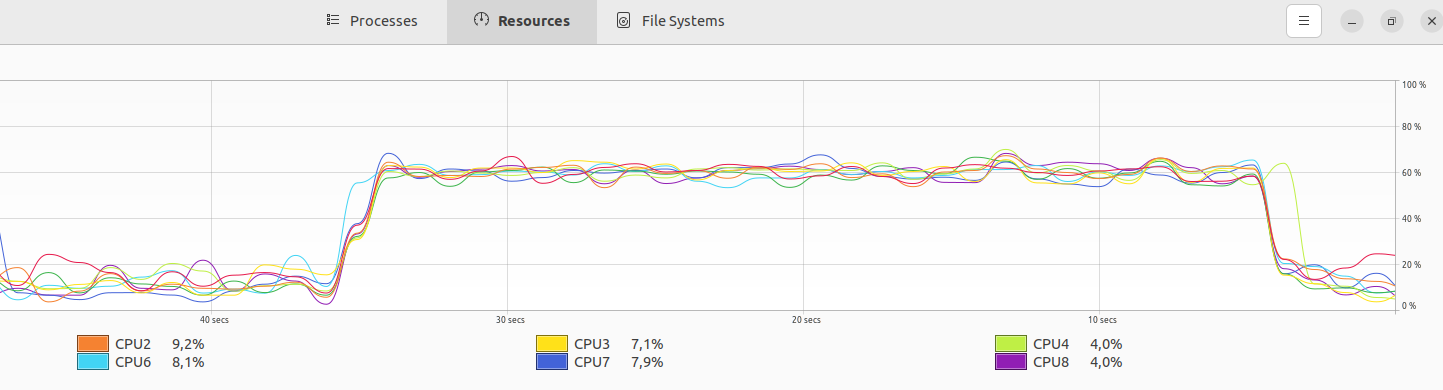 Processes Resources File Systems
100 %
80 %
60 %
40 %
20 %
0 %
40 secs 30 secs 20 secs 10 secs
CPU2 9,2% CPU3 7,1% CPU4 4,0%
CPU6 8,1% CPU7 7,9% CPU8 4,0%